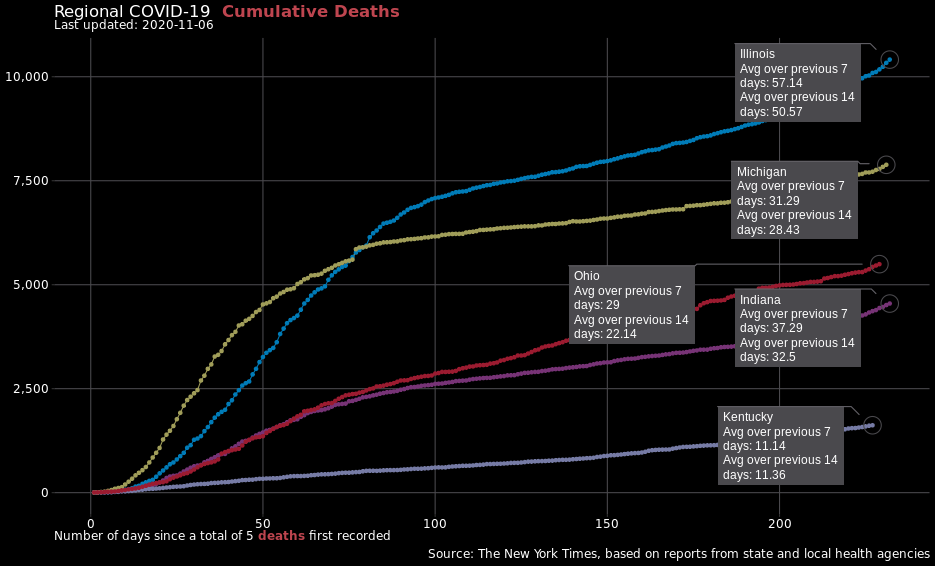 Regional COVID-19 Cumulative Deaths
Last updated: 2020-11-06
10,000
7,500
5,000
2,500
0
Illinois
Avg over previous 7
days: 57.14
Avg over previous 14
days: 50.57
Michigan
Avg over previous 7
days: 31.29
Avg over previous 14
days: 28.43
Ohio
Avg over previous 7
days: 29
Avg over previous 14
days: 22.14
Indiana
Avg over previous 7
days: 37.29
Avg over previous 14
days: 32.5
Kentucky
Avg over previous 7
days: 11.14
Avg over previous 14
days: 11.36
0 50 100 150 200
Number of days since a total of 5 deaths first recorded
Source: The New York Times, based on reports from state and local health agencies